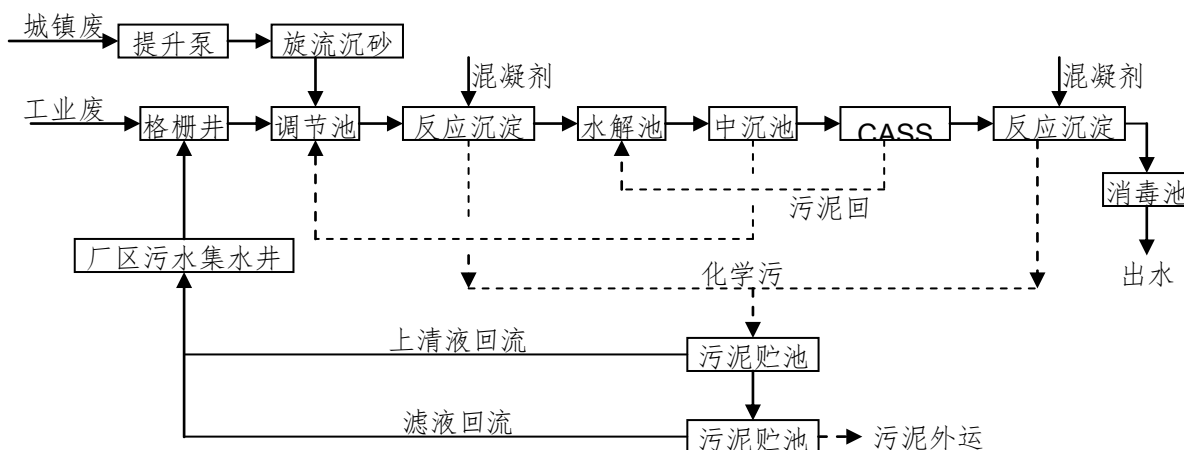 城镇废
提升泵
旋流沉砂
混凝剂
混凝剂
工业废
格栅井
调节池
反应沉淀
水解池
中沉池
CASS
反应沉淀
消毒池
污泥回
厂区污水集水井
化学污
出水
上清液回流
污泥贮池
滤液回流
污泥贮池
污泥外运